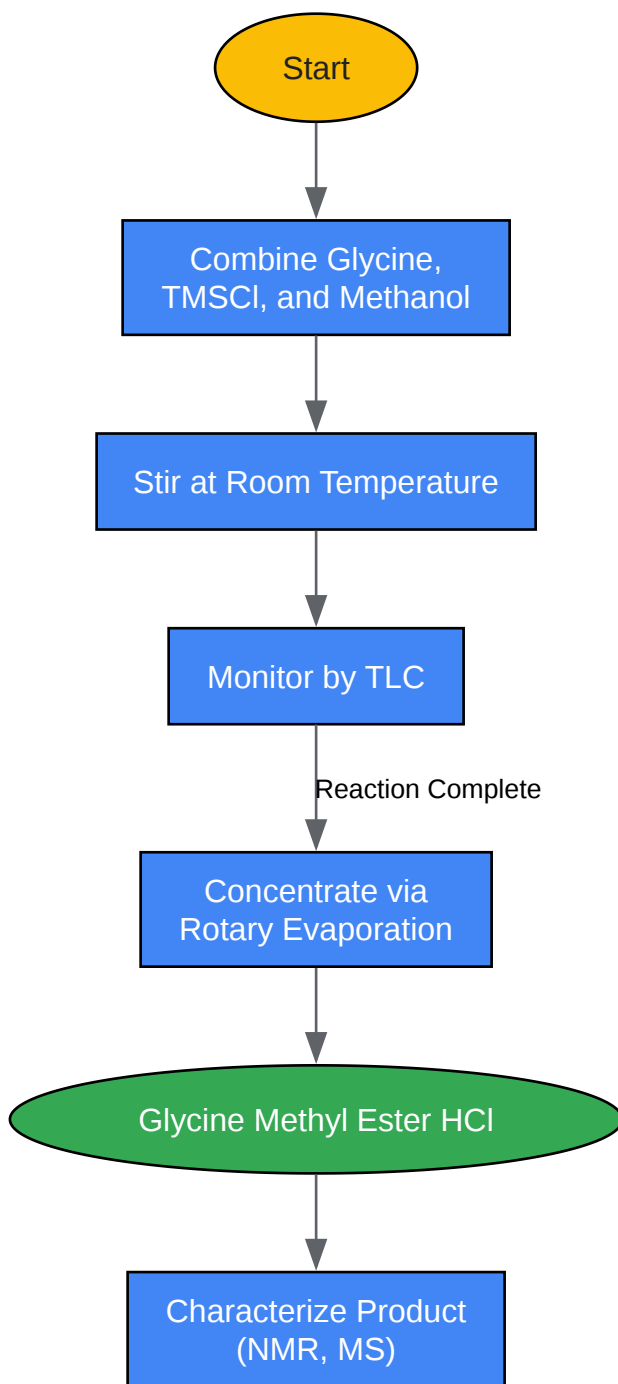 Start
Combine Glycine,
TMSCl, and Methanol
Stir at Room Temperature
Monitor by TLC
Reaction Complete
Concentrate via
Rotary Evaporation
Glycine Methyl Ester HCl
Characterize Product
(NMR, MS)